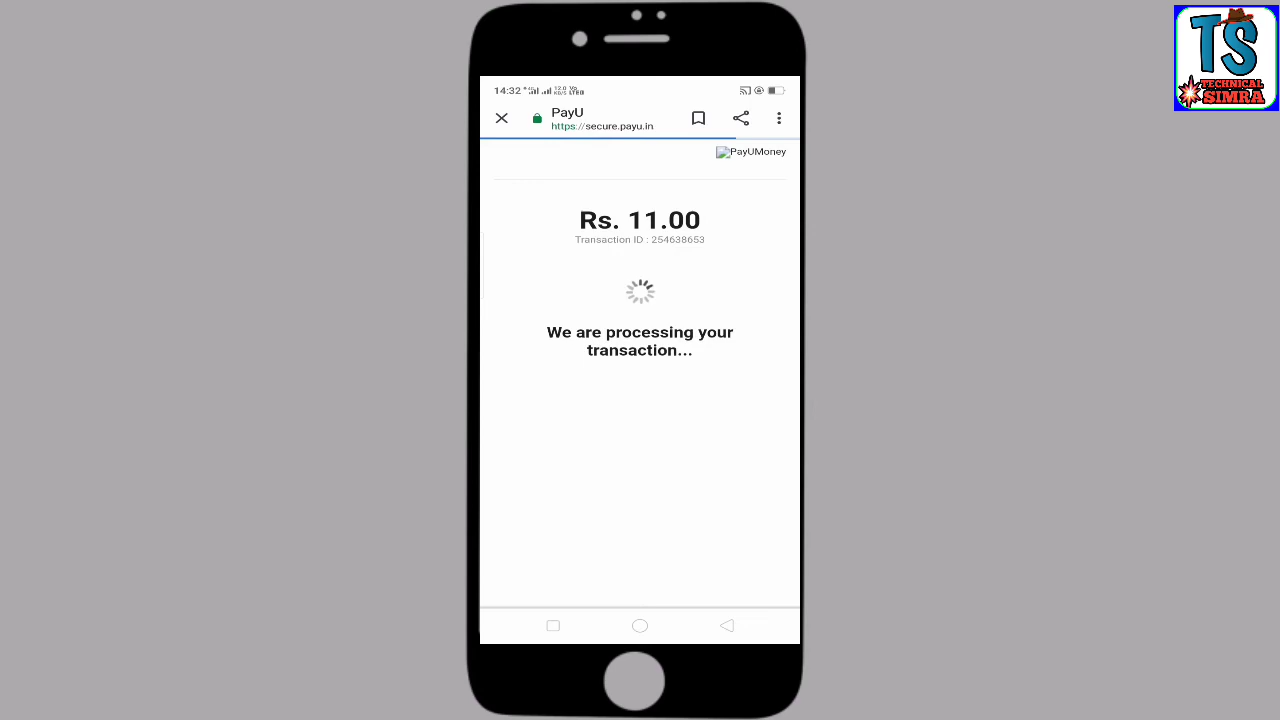 TS
TECHNICAL
SIMRA
14:32
PayU
https://secure.payu.in
PayUMoney
Rs. 11.00
Transaction ID : 254638653
We are processing your
transaction...